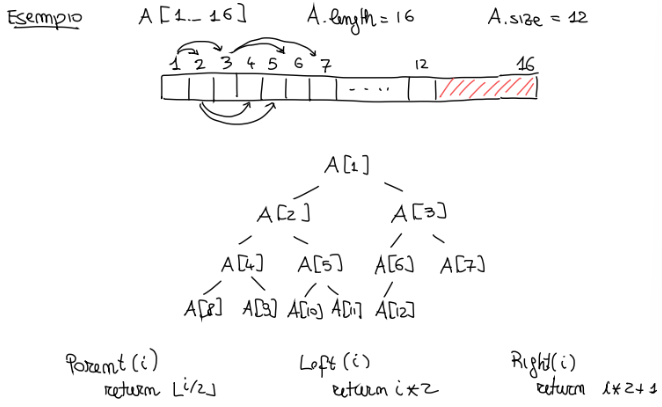 Esempio A[1.. 16] A.length = 16 A.size = 12
1 2 3 4 5 6 7 12 16
....
A[1]
A[2] A[3]
A[4] A[5] A[6] A[7]
A[8] A[9] A[10] A[11] A[12]
Parent(i) Left(i) Right(i)
return ⌊i/2⌋ return i*2 return i*2+1